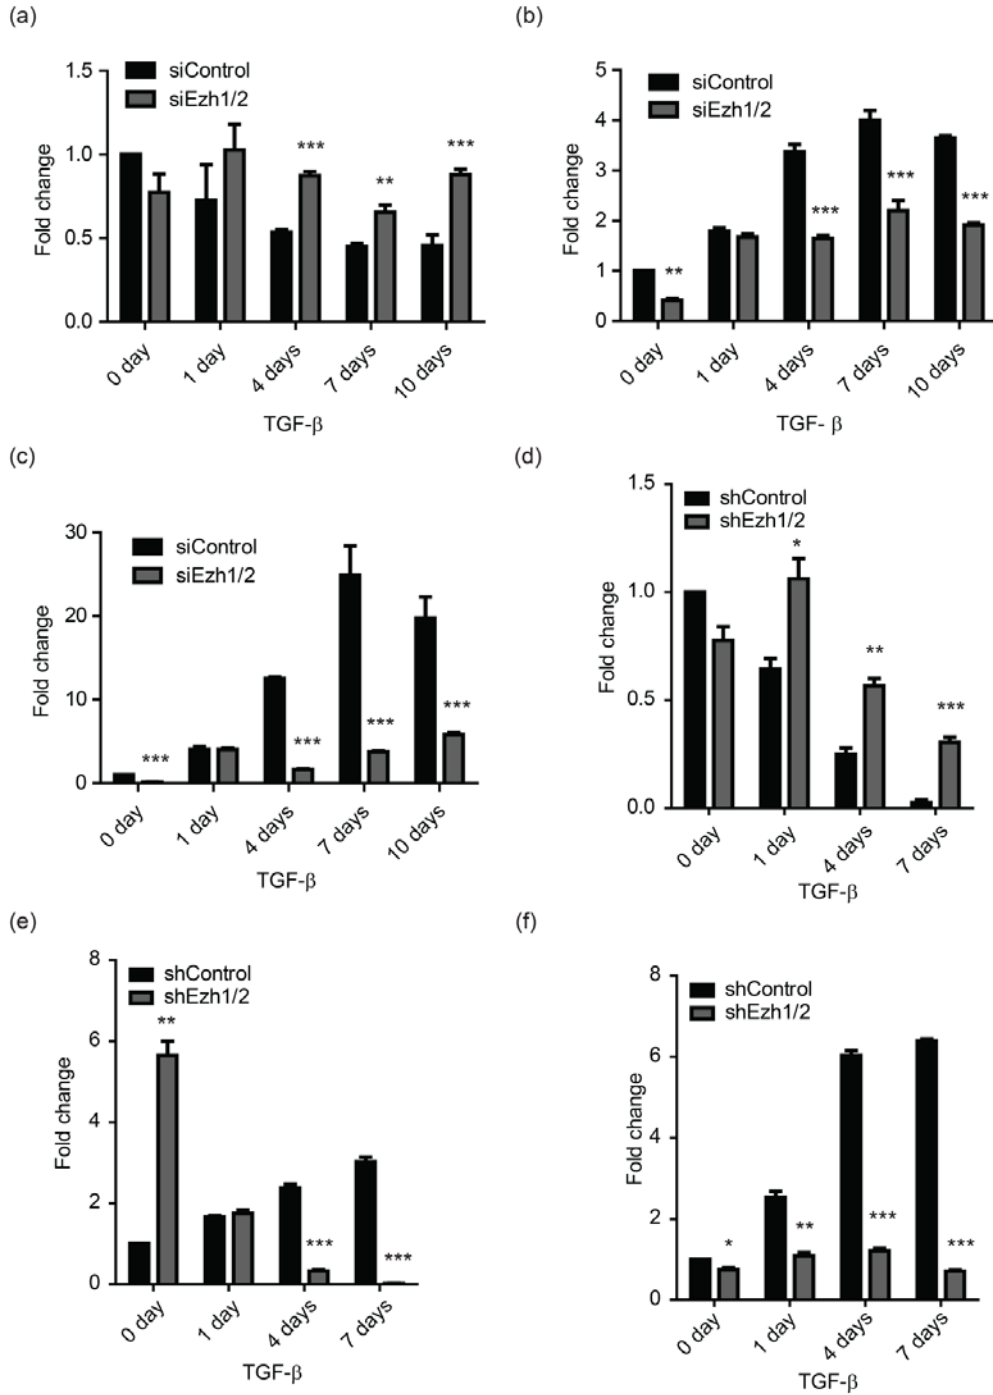 (a)
siControl
siEzh1/2
Fold change
1.5
1.0
0.5
0.0
***
**
***
0 day
1 day
4 days
7 days
10 days
TGF-β
(b)
siControl
siEzh1/2
Fold change
5
4
3
2
1
0
**
***
***
***
0 day
1 day
4 days
7 days
10 days
TGF- β
(c)
siControl
siEzh1/2
Fold change
30
20
10
0
***
***
***
***
0 day
1 day
4 days
7 days
10 days
TGF-β
(d)
shControl
shEzh1/2
Fold change
1.5
1.0
0.5
0.0
*
**
***
0 day
1 day
4 days
7 days
TGF-β
(e)
shControl
shEzh1/2
Fold change
8
6
4
2
0
**
***
***
0 day
1 day
4 days
7 days
TGF-β
(f)
shControl
shEzh1/2
Fold change
8
6
4
2
0
*
**
***
***
0 day
1 day
4 days
7 days
TGF-β